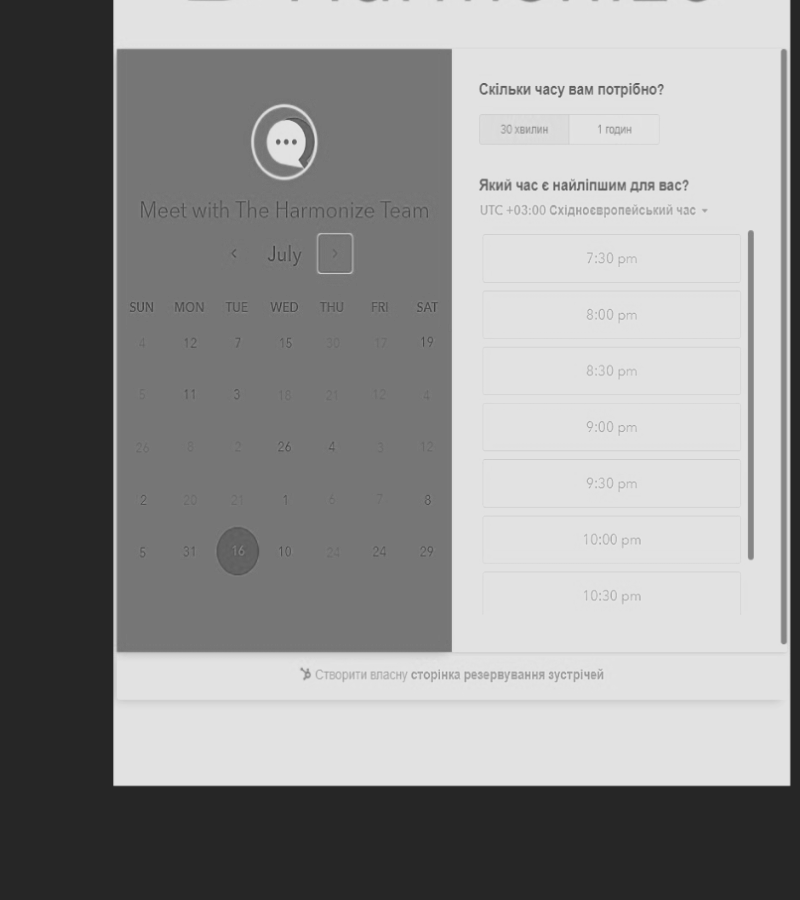 Meet with The Harmonize Team
July
SUN MON TUE WED THU FRI SAT
4 12 7 15 30 17 19
5 11 3 18 21 12 4
26 8 2 26 4 3 12
2 20 21 1 6 7 8
5 31 16 10 24 24 29
Скільки часу вам потрібно?
30 хвилин 1 годин
Який час є найліпшим для вас?
UTC +03:00 Східноєвропейський час
7:30 pm
8:00 pm
8:30 pm
9:00 pm
9:30 pm
10:00 pm
10:30 pm
Створити власну сторінка резервування зустрічей